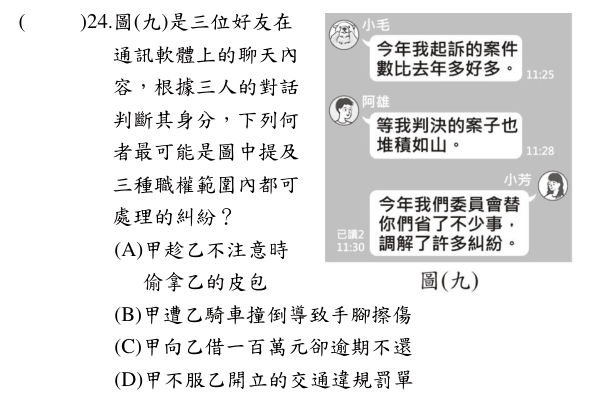 (　　)24.圖(九)是三位好友在
通訊軟體上的聊天內
容，根據三人的對話
判斷其身分，下列何
者最可能是圖中提及
三種職權範圍內都可
處理的糾紛？
(A)甲趁乙不注意時
偷拿乙的皮包
(B)甲遭乙騎車撞倒導致手腳擦傷
(C)甲向乙借一百萬元卻逾期不還
(D)甲不服乙開立的交通違規罰單
小毛
今年我起訴的案件
數比去年多好多。
11:25
阿雄
等我判決的案子也
堆積如山。
11:28
小芳
今年我們委員會替
你們省了不少事，
調解了許多糾紛。
已讀2
11:30
圖(九)